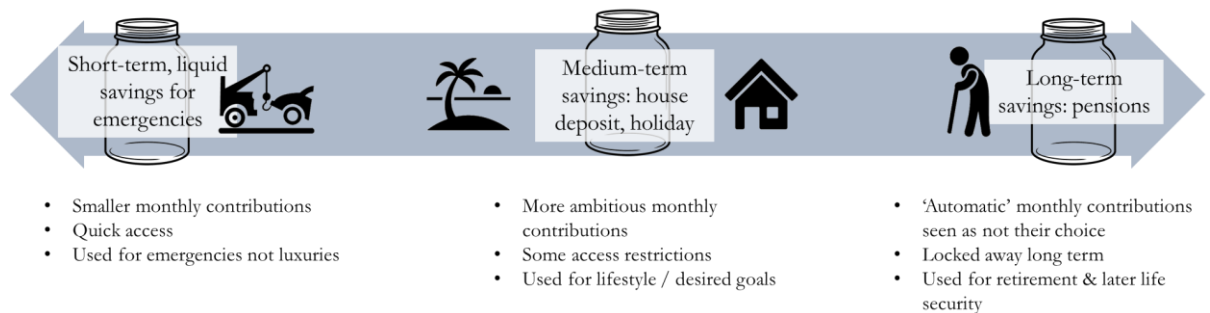 Short-term, liquid
savings for
emergencies
Medium-term
savings: house
deposit, holiday
Long-term
savings: pensions
• Smaller monthly contributions
• Quick access
• Used for emergencies not luxuries
• More ambitious monthly
contributions
• Some access restrictions
• Used for lifestyle / desired goals
• ‘Automatic’ monthly contributions
seen as not their choice
• Locked away long term
• Used for retirement & later life
security